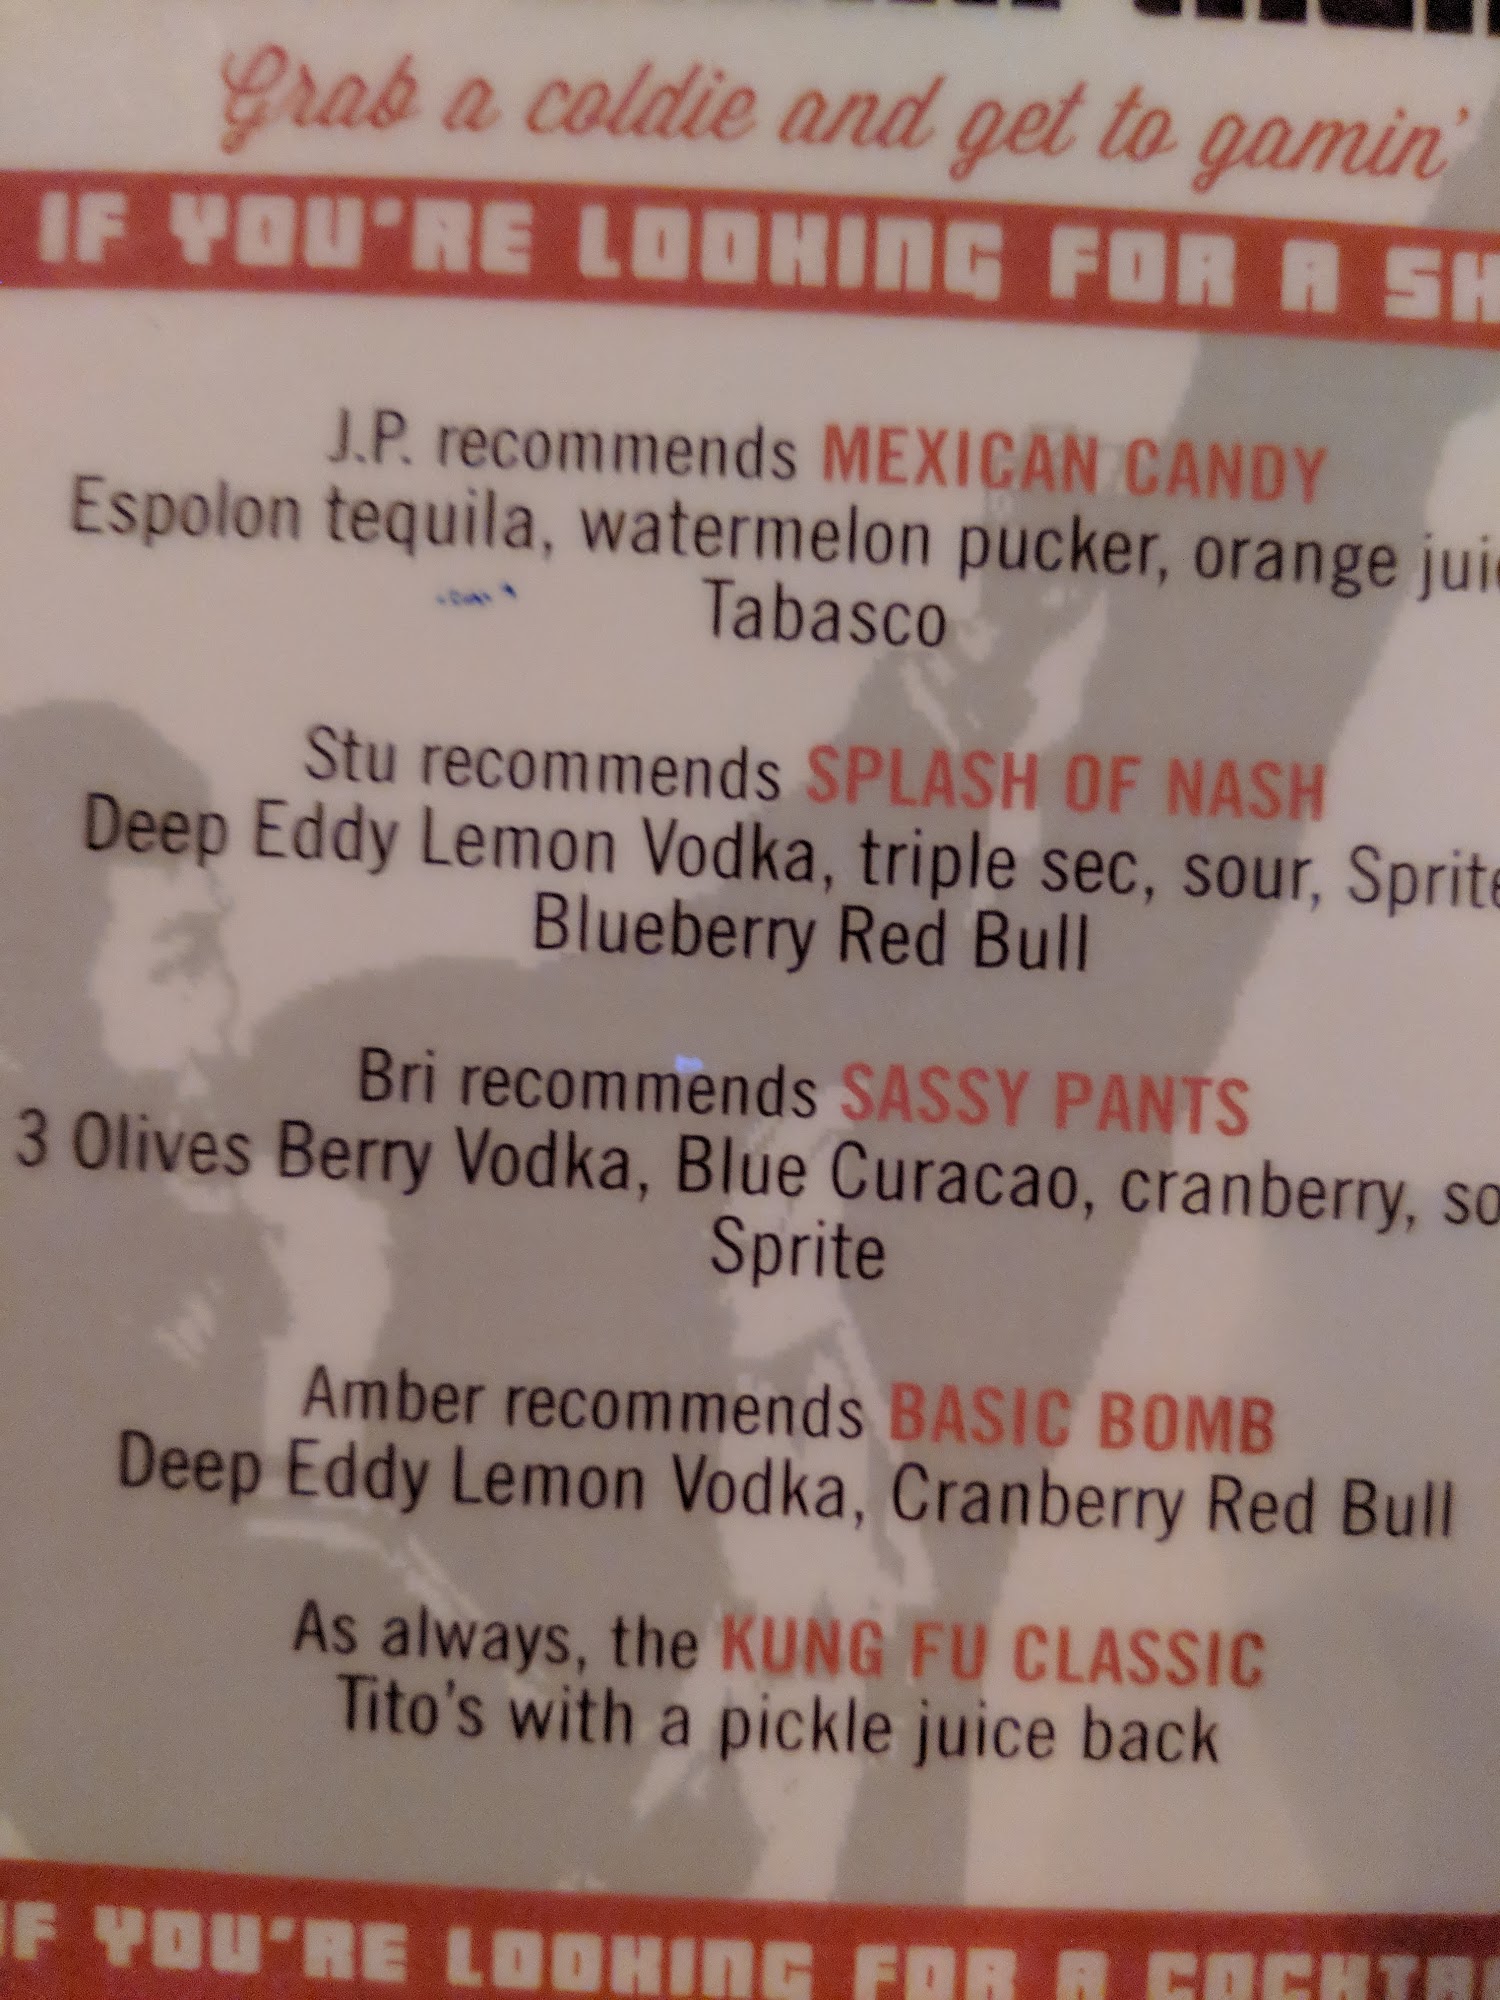 Grab a coldie and get to gamin'
IF YOU'RE LOOKING FOR A SH
J.P. recommends MEXICAN CANDY
Espolon tequila, watermelon pucker, orange juic
Tabasco
Stu recommends SPLASH OF NASH
Deep Eddy Lemon Vodka, triple sec, sour, Sprite
Blueberry Red Bull
Bri recommends SASSY PANTS
3 Olives Berry Vodka, Blue Curacao, cranberry, so
Sprite
Amber recommends BASIC BOMB
Deep Eddy Lemon Vodka, Cranberry Red Bull
As always, the KUNG FU CLASSIC
Tito's with a pickle juice back
IF YOU'RE LOOKING FOR A COCKTA